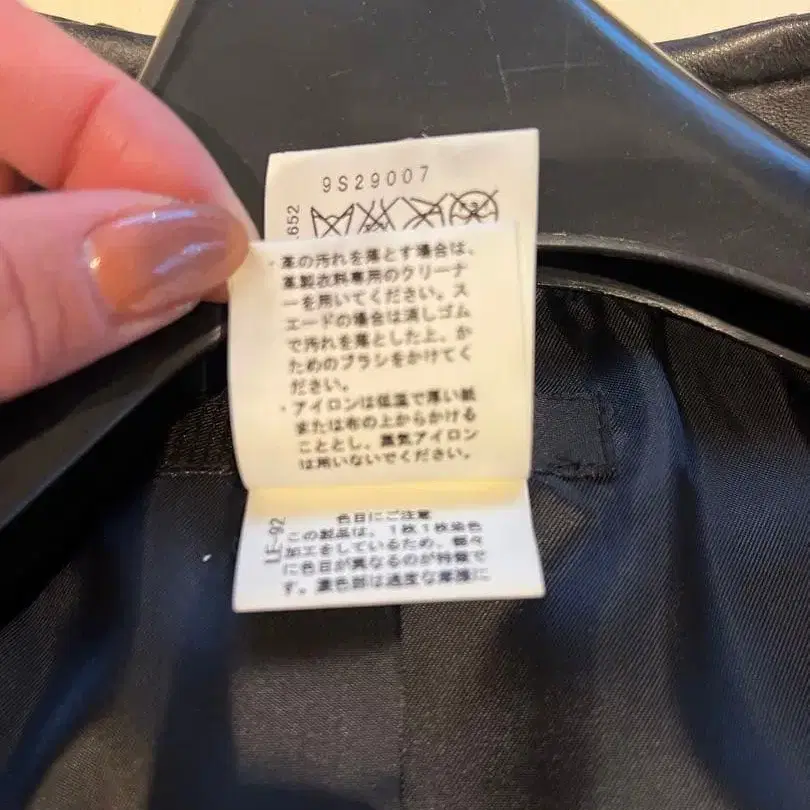 9S29007
652
・革の汚れを落とす場合は、
革製衣料専用のクリーナ
ーを用いてください。ス
エードの場合は消しゴム
で汚れを落とした上、か
ためのブラシをかけてく
ださい。
・アイロンは低温で厚い紙
または布の上からかける
こととし、蒸気アイロン
は用いないでください。
LE-92
色目にご注意
この製品は、1枚1枚染色
加工をしているため、個々
に色目が異なるのが特徴で
す。濃色部は過度な摩擦に